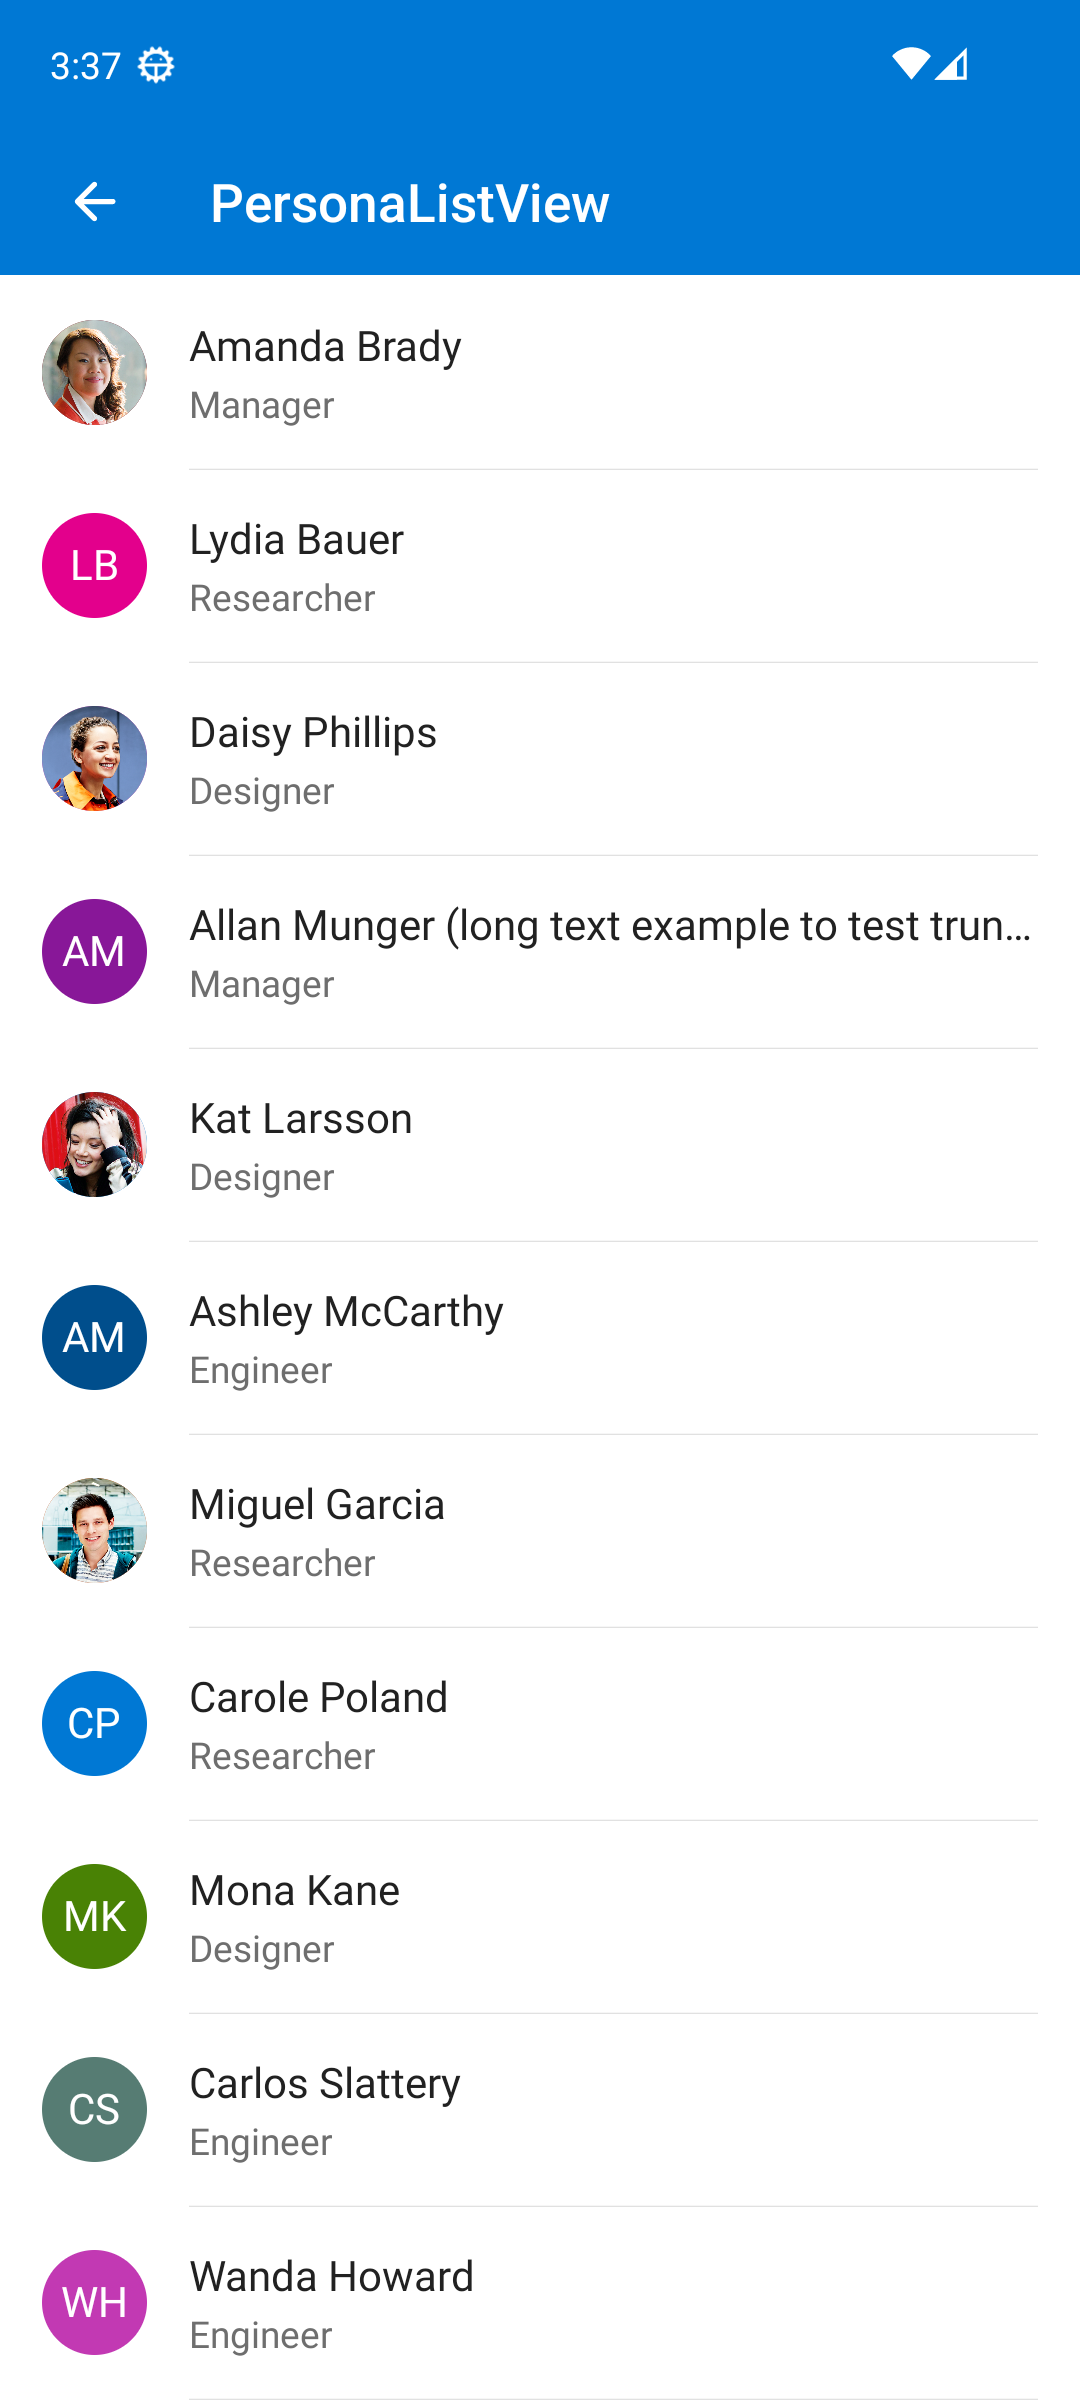 3:37
PersonaListView
Amanda Brady
Manager
LB
Lydia Bauer
Researcher
Daisy Phillips
Designer
AM
Allan Munger (long text example to test trun...
Manager
Kat Larsson
Designer
AM
Ashley McCarthy
Engineer
Miguel Garcia
Researcher
CP
Carole Poland
Researcher
MK
Mona Kane
Designer
CS
Carlos Slattery
Engineer
WH
Wanda Howard
Engineer